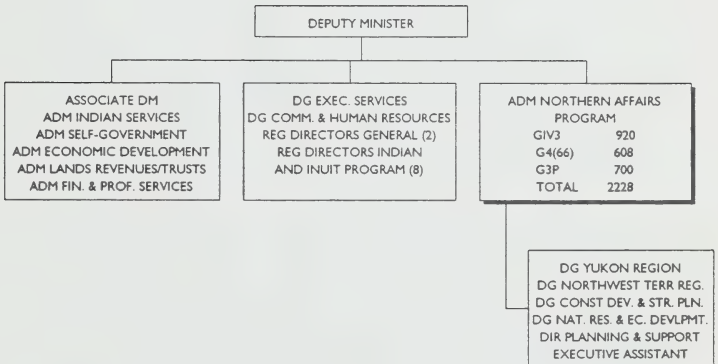 DEPUTY MINISTER
ASSOCIATE DM
ADM INDIAN SERVICES
ADM SELF-GOVERNMENT
ADM ECONOMIC DEVELOPMENT
ADM LANDS REVENUES/TRUSTS
ADM FIN. & PROF. SERVICES
DG EXEC. SERVICES
DG COMM. & HUMAN RESOURCES
REG DIRECTORS GENERAL (2)
REG DIRECTORS INDIAN
AND INUIT PROGRAM (8)
ADM NORTHERN AFFAIRS
PROGRAM
GIV3 920
G4(66) 608
G3P 700
TOTAL 2228
DG YUKON REGION
DG NORTHWEST TERR REG.
DG CONST DEV. & STR. PLN.
DG NAT. RES. & EC. DEVLPMT.
DIR PLANNING & SUPPORT
EXECUTIVE ASSISTANT